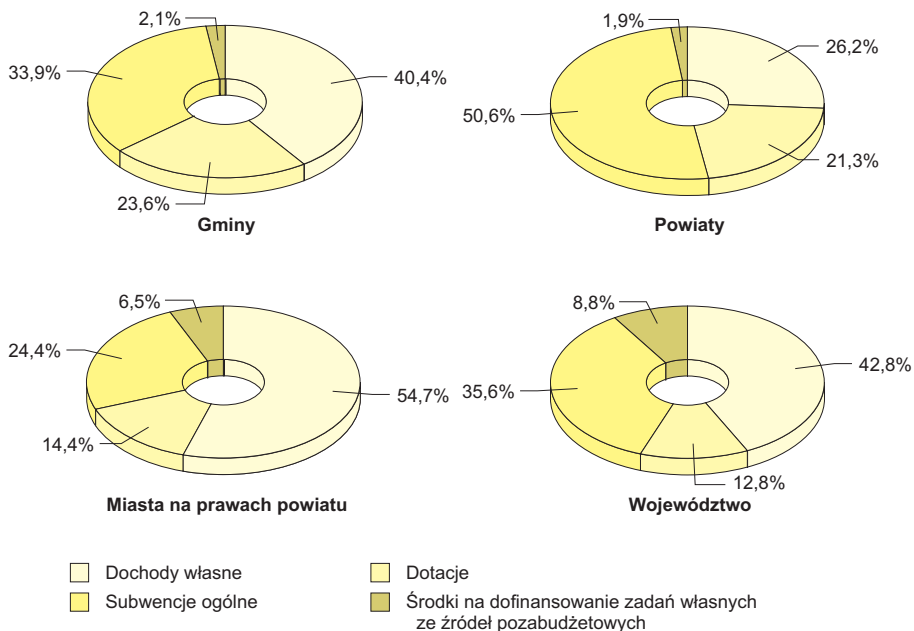 2,1%
33,9%
40,4%
23,6%
Gminy
1,9%
26,2%
50,6%
21,3%
Powiaty
6,5%
24,4%
54,7%
14,4%
Miasta na prawach powiatu
8,8%
42,8%
35,6%
12,8%
Województwo
Dochody własne
Subwencje ogólne
Dotacje
Środki na dofinansowanie zadań własnych
ze źródeł pozabudżetowych